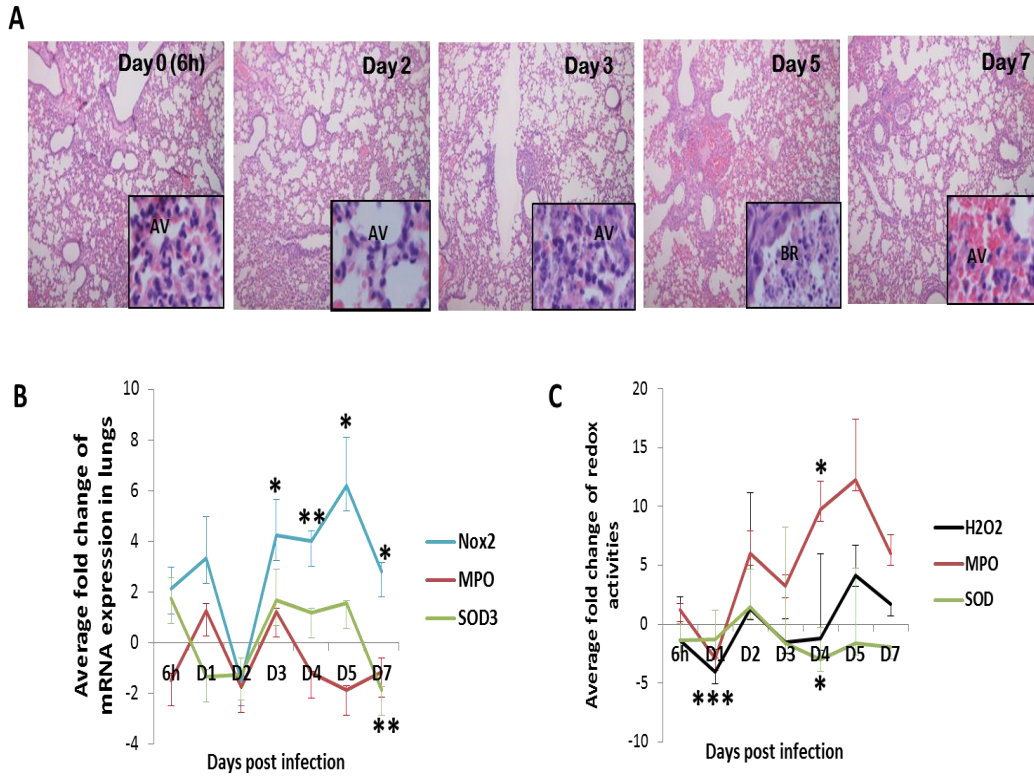 A
Day 0 (6h)
Day 2
Day 3
Day 5
Day 7
AV
AV
AV
BR
AV
B
Average fold change of
mRNA expression in lungs
10
8
6
4
2
0
-2
-4
6h
D1
D2
D3
D4
D5
D7
*
**
*
*
**
Nox2
MPO
SOD3
Days post infection
C
Average fold change of redox
activities
20
15
10
5
0
-5
-10
6h
D1
D2
D3
D4
D5
D7
***
*
*
H2O2
MPO
SOD
Days post infection